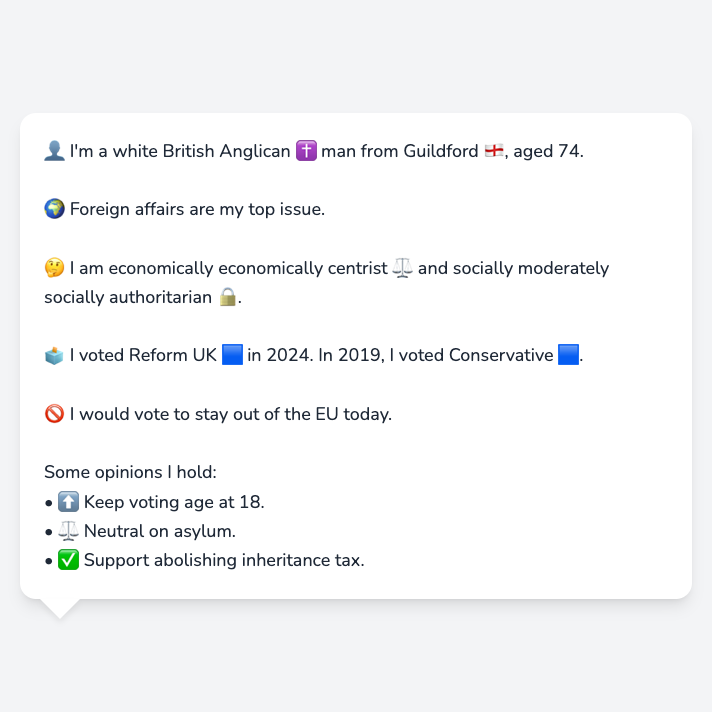 👤 I'm a white British Anglican ✝️ man from Guildford 🏴󠁧󠁢󠁥󠁮󠁧󠁿, aged 74.
🌍 Foreign affairs are my top issue.
🤔 I am economically economically centrist ⚖️ and socially moderately
socially authoritarian 🔒.
🗳️ I voted Reform UK 🟦 in 2024. In 2019, I voted Conservative 🟦.
🚫 I would vote to stay out of the EU today.
Some opinions I hold:
• ⬆️ Keep voting age at 18.
• ⚖️ Neutral on asylum.
• ✅ Support abolishing inheritance tax.